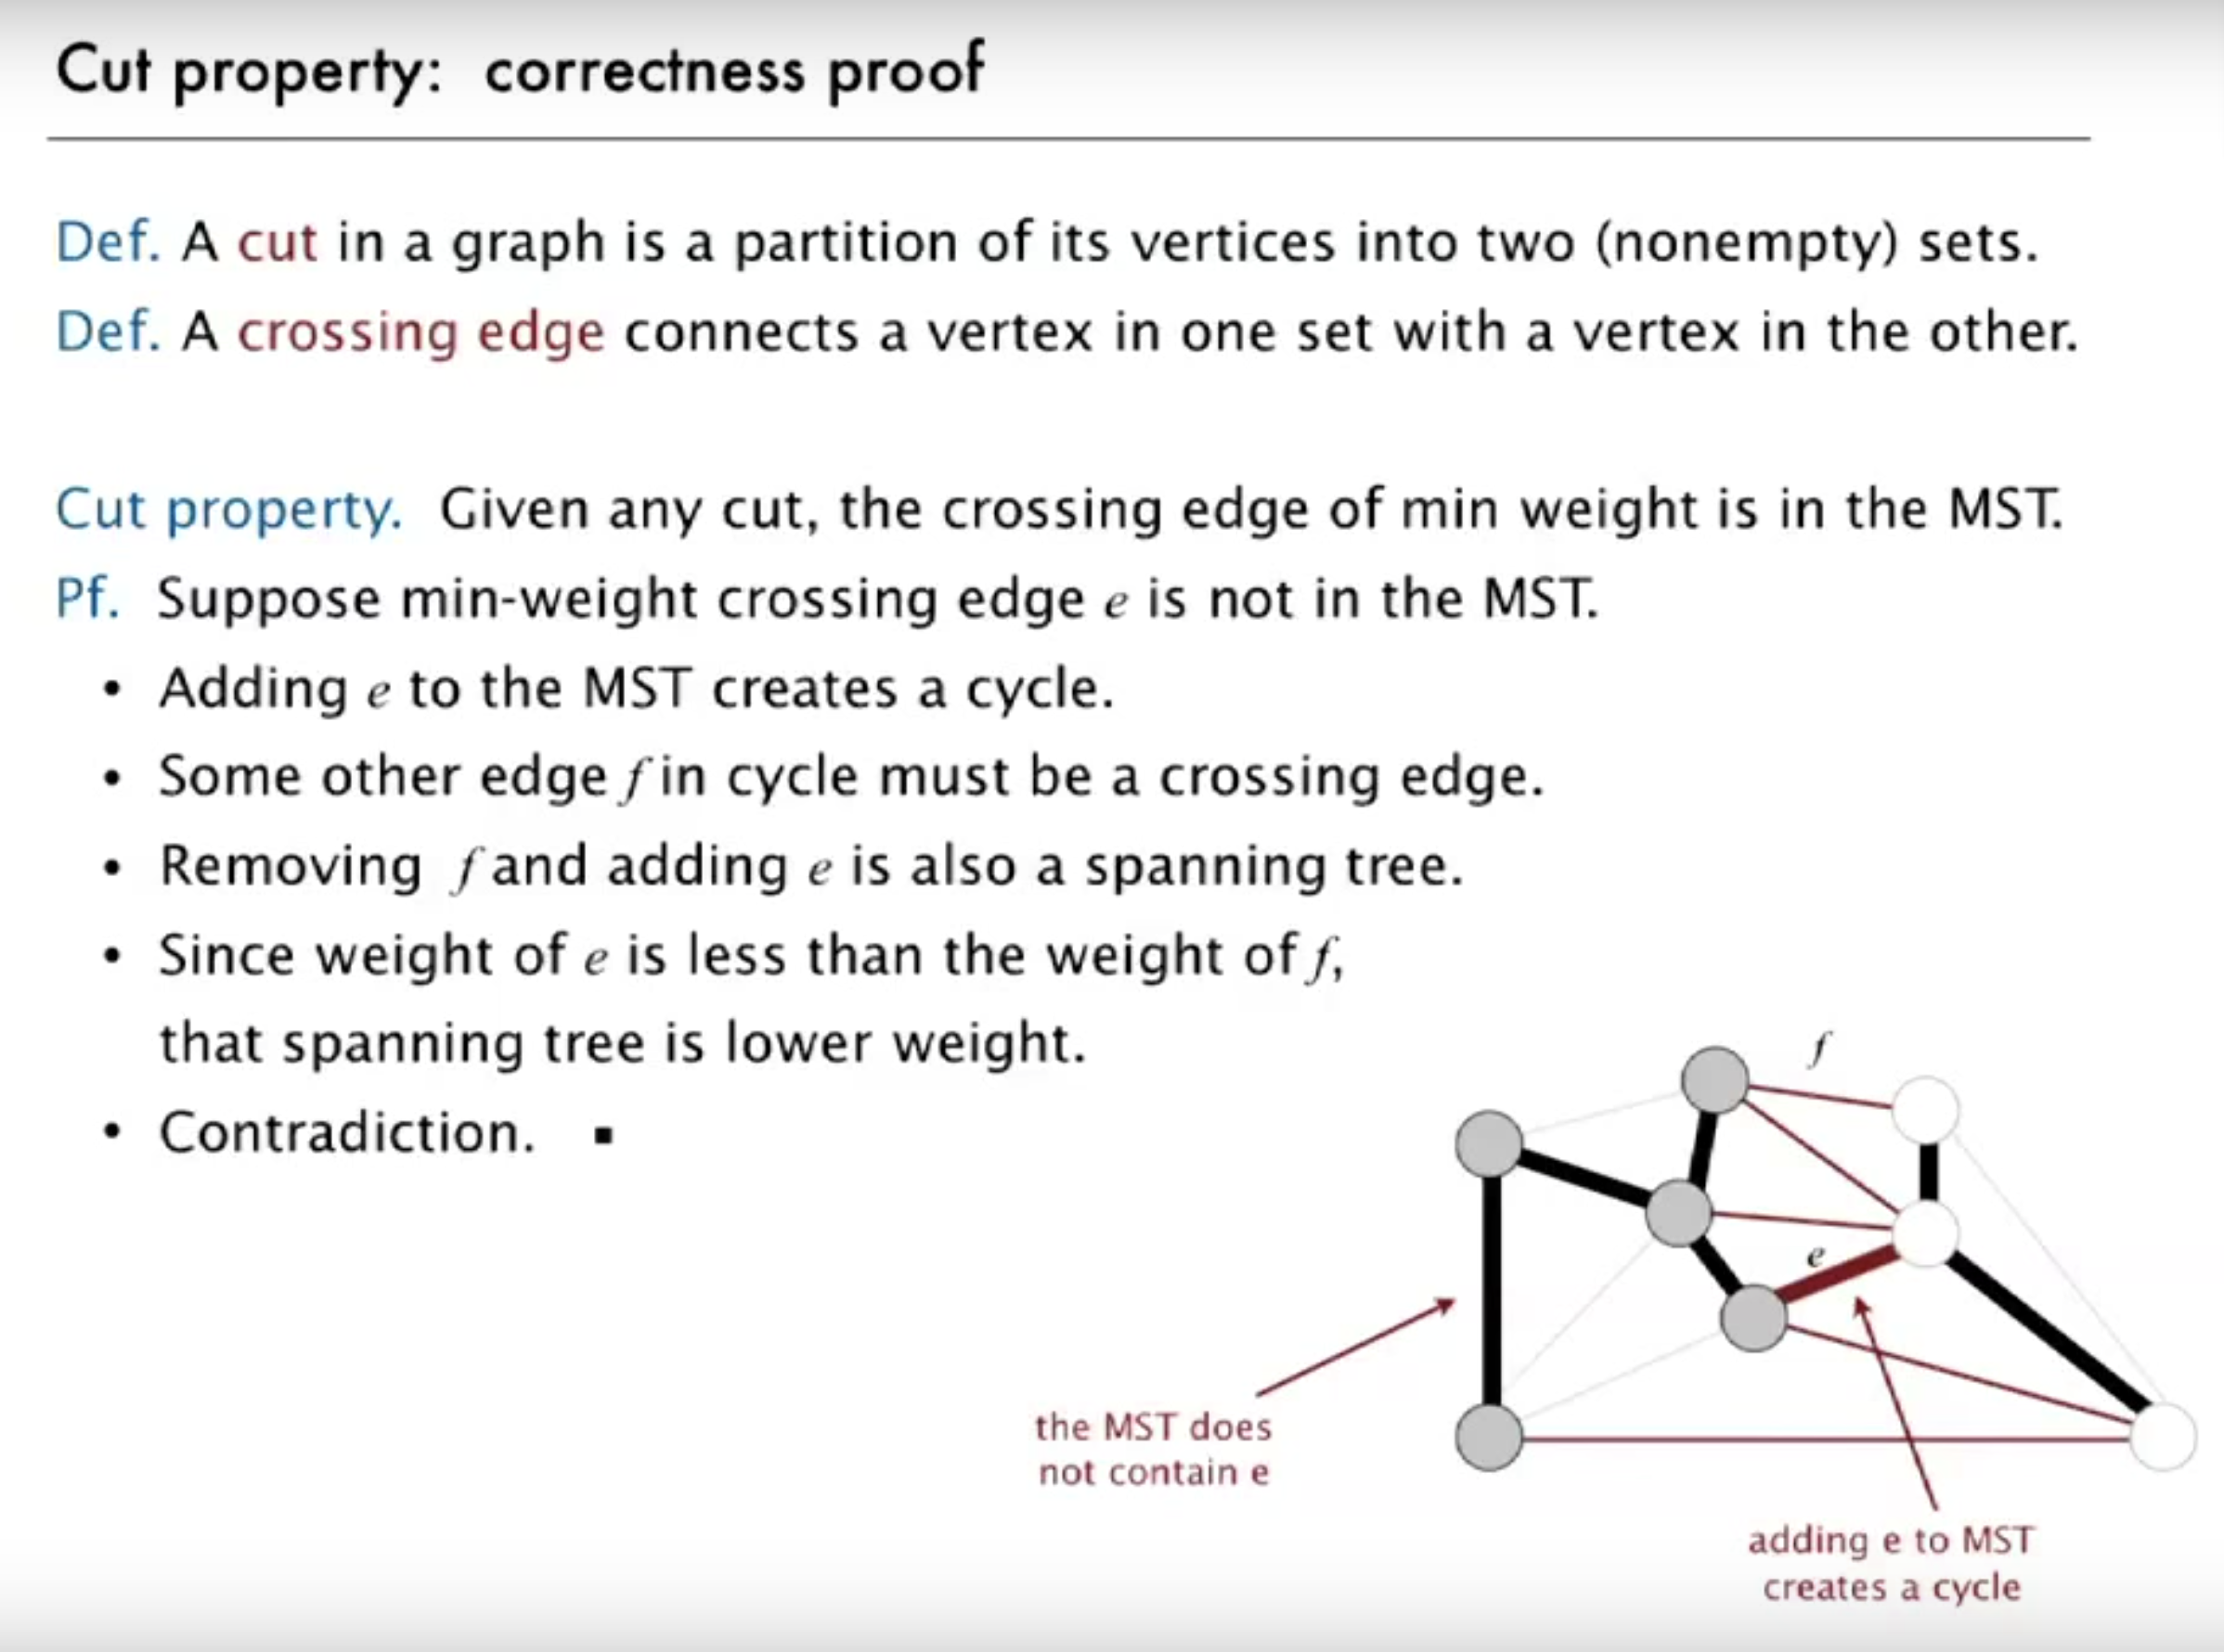 Cut property: correctness proof
Def. A cut in a graph is a partition of its vertices into two (nonempty) sets.
Def. A crossing edge connects a vertex in one set with a vertex in the other.
Cut property. Given any cut, the crossing edge of min weight is in the MST.
Pf. Suppose min-weight crossing edge e is not in the MST.
• Adding e to the MST creates a cycle.
• Some other edge f in cycle must be a crossing edge.
• Removing f and adding e is also a spanning tree.
• Since weight of e is less than the weight of f,
that spanning tree is lower weight.
• Contradiction. ▪
f
e
the MST does
not contain e
adding e to MST
creates a cycle